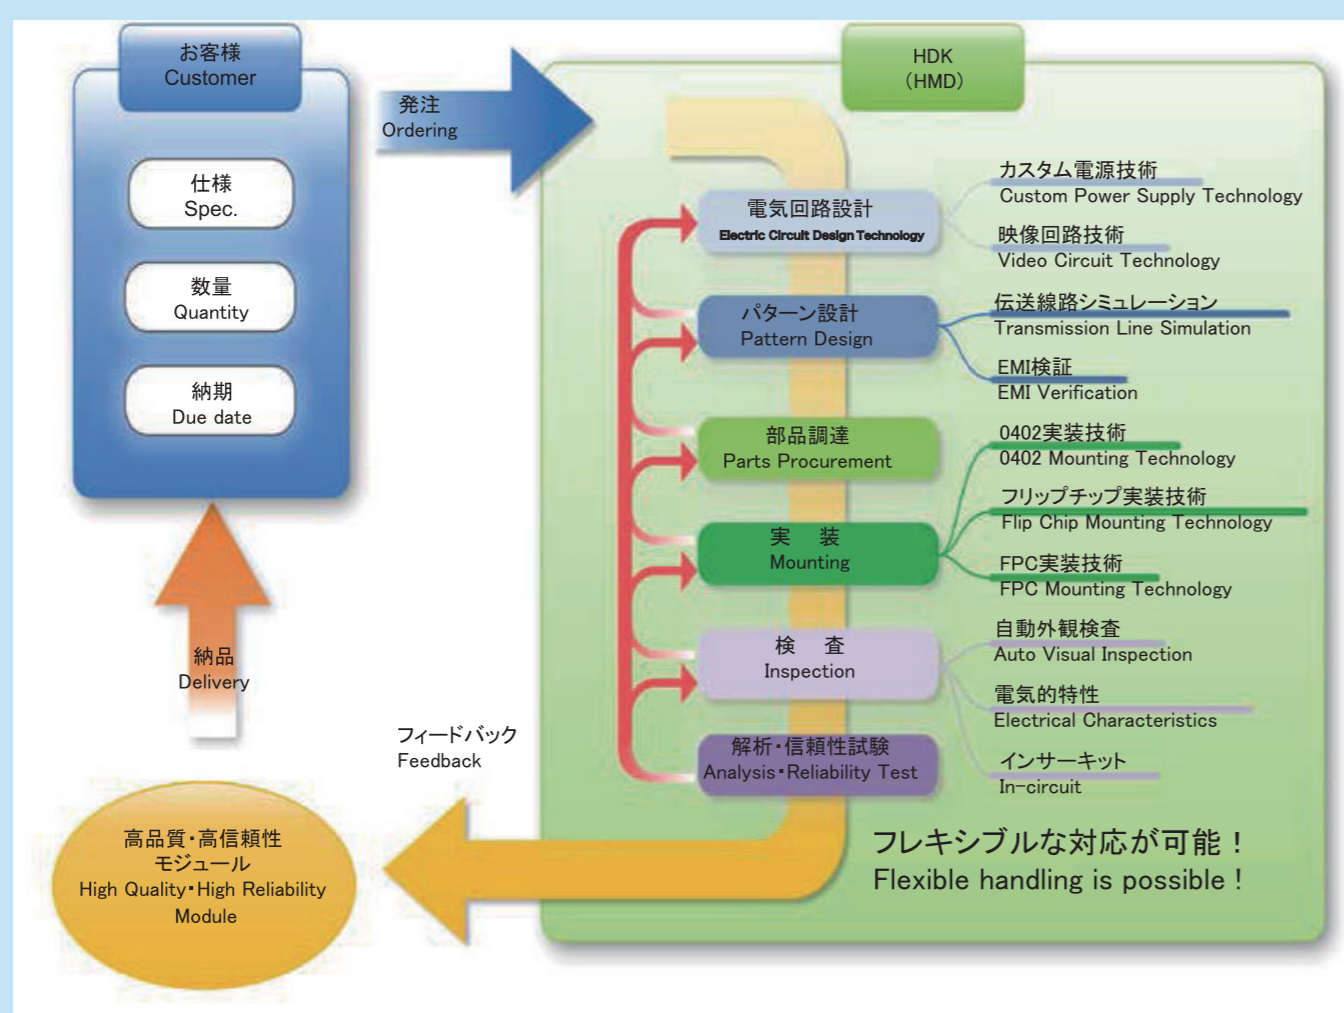 お客様
Customer
仕様
Spec.
数量
Quantity
納期
Due date
発注
Ordering
HDK
(HMD)
電気回路設計
Electric Circuit Design Technology
カスタム電源技術
Custom Power Supply Technology
映像回路技術
Video Circuit Technology
パターン設計
Pattern Design
伝送線路シミュレーション
Transmission Line Simulation
EMI検証
EMI Verification
部品調達
Parts Procurement
実 装
Mounting
0402実装技術
0402 Mounting Technology
フリップチップ実装技術
Flip Chip Mounting Technology
FPC実装技術
FPC Mounting Technology
検 査
Inspection
自動外観検査
Auto Visual Inspection
電気的特性
Electrical Characteristics
インサーキット
In-circuit
解析・信頼性試験
Analysis・Reliability Test
フレキシブルな対応が可能！
Flexible handling is possible !
フィードバック
Feedback
納品
Delivery
高品質・高信頼性
モジュール
High Quality・High Reliability
Module